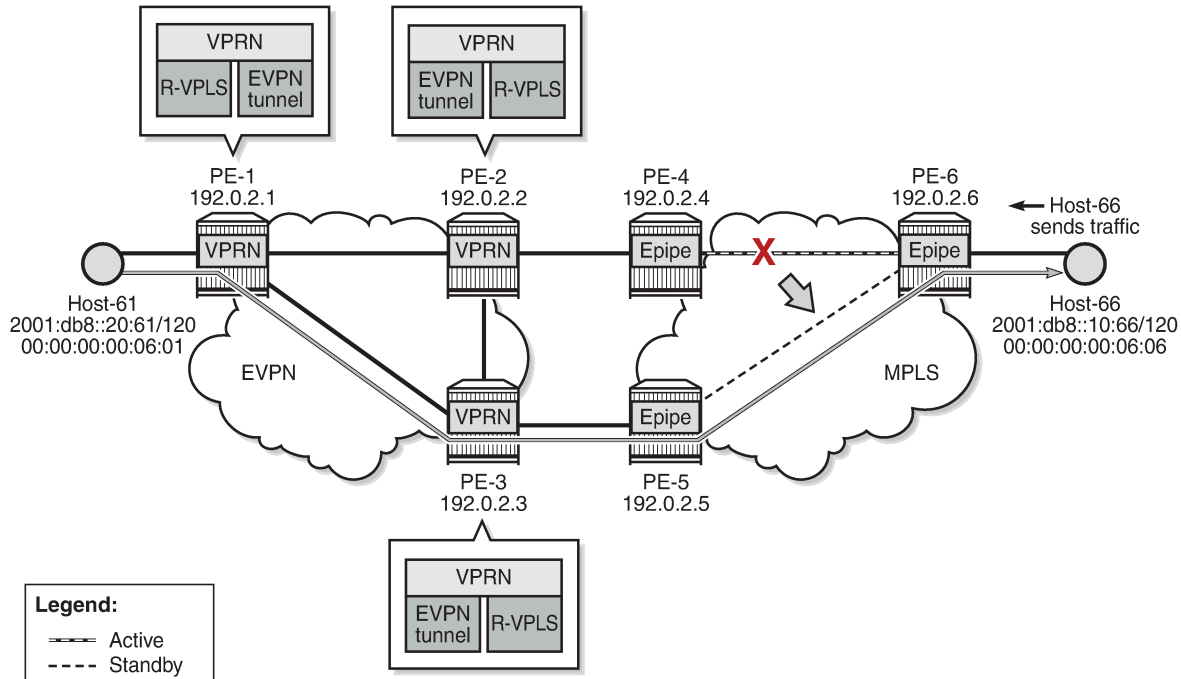 VPRN
R-VPLS
EVPN
tunnel
VPRN
EVPN
tunnel
R-VPLS
PE-1
192.0.2.1
PE-2
192.0.2.2
PE-4
192.0.2.4
PE-6
192.0.2.6
Host-66
sends traffic
VPRN
VPRN
Epipe
X
Epipe
Host-61
2001:db8::20:61/120
00:00:00:00:06:01
Host-66
2001:db8::10:66/120
00:00:00:00:06:06
EVPN
MPLS
VPRN
Epipe
PE-3
192.0.2.3
PE-5
192.0.2.5
VPRN
EVPN
tunnel
R-VPLS
Legend:
Active
Standby